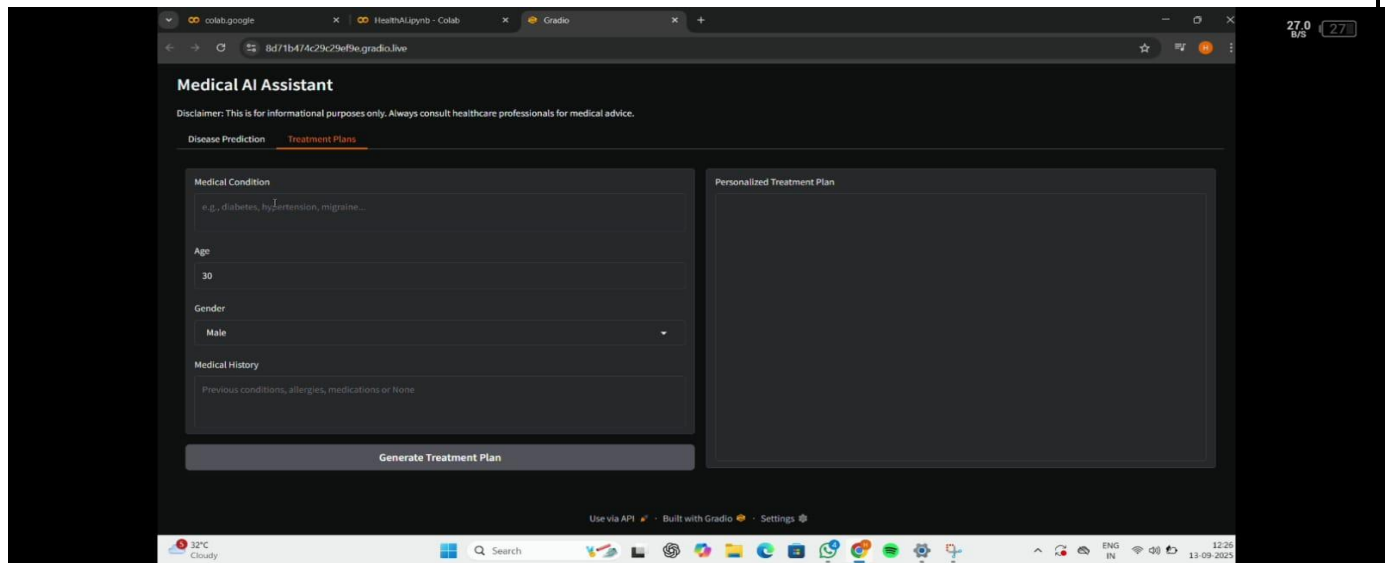 colab.google
HealthAI.ipynb - Colab
Gradio
27.0
B/S
27
8d71b474c29c29ef9e.gradio.live
H
Medical AI Assistant
Disclaimer: This is for informational purposes only. Always consult healthcare professionals for medical advice.
Disease Prediction
Treatment Plans
Medical Condition
e.g., diabetes, hypertension, migraine...
Age
30
Gender
Male
Medical History
Previous conditions, allergies, medications or None
Generate Treatment Plan
Personalized Treatment Plan
Use via API · Built with Gradio · Settings
32°C
Cloudy
Search
ENG
IN
12:26
13-09-2025